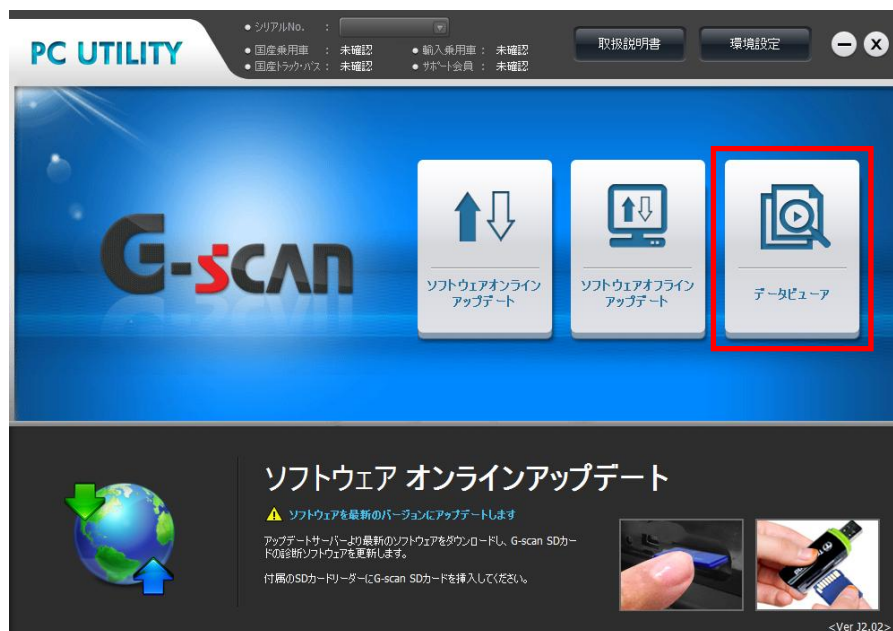 PC UTILITY
● シリアルNo. :
● 国産乗用車 : 未確認
● 輸入乗用車 : 未確認
● 国産トラック・バス : 未確認
● サポート会員 : 未確認
取扱説明書
環境設定
G-scan
ソフトウェアオンライン
アップデート
ソフトウェアオフライン
アップデート
データビューア
ソフトウェア オンラインアップデート
ソフトウェアを最新のバージョンにアップデートします
アップデートサーバーより最新のソフトウェアをダウンロードし、G-scan SDカー
ドの診断ソフトウェアを更新します。
付属のSDカードリーダーにG-scan SDカードを挿入してください。
<Ver J2.02>